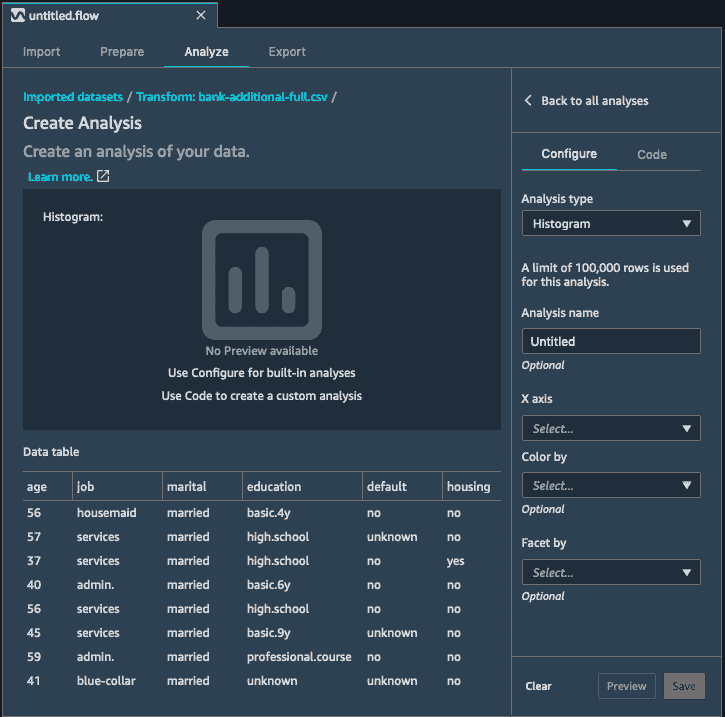 untitled.flow
Import Prepare Analyze Export
Imported datasets / Transform: bank-additional-full.csv /
Create Analysis
Create an analysis of your data.
Learn more.
Histogram:
No Preview available
Use Configure for built-in analyses
Use Code to create a custom analysis
Data table
age job marital education default housing
56 housemaid married basic.4y no no
57 services married high.school unknown no
37 services married high.school no yes
40 admin. married basic.6y no no
56 services married high.school no no
45 services married basic.9y unknown no
59 admin. married professional.course no no
41 blue-collar married unknown unknown no
Back to all analyses
Configure Code
Analysis type
Histogram
A limit of 100,000 rows is used
for this analysis.
Analysis name
Untitled
Optional
X axis
Select...
Color by
Select...
Optional
Facet by
Select...
Optional
Clear Preview Save